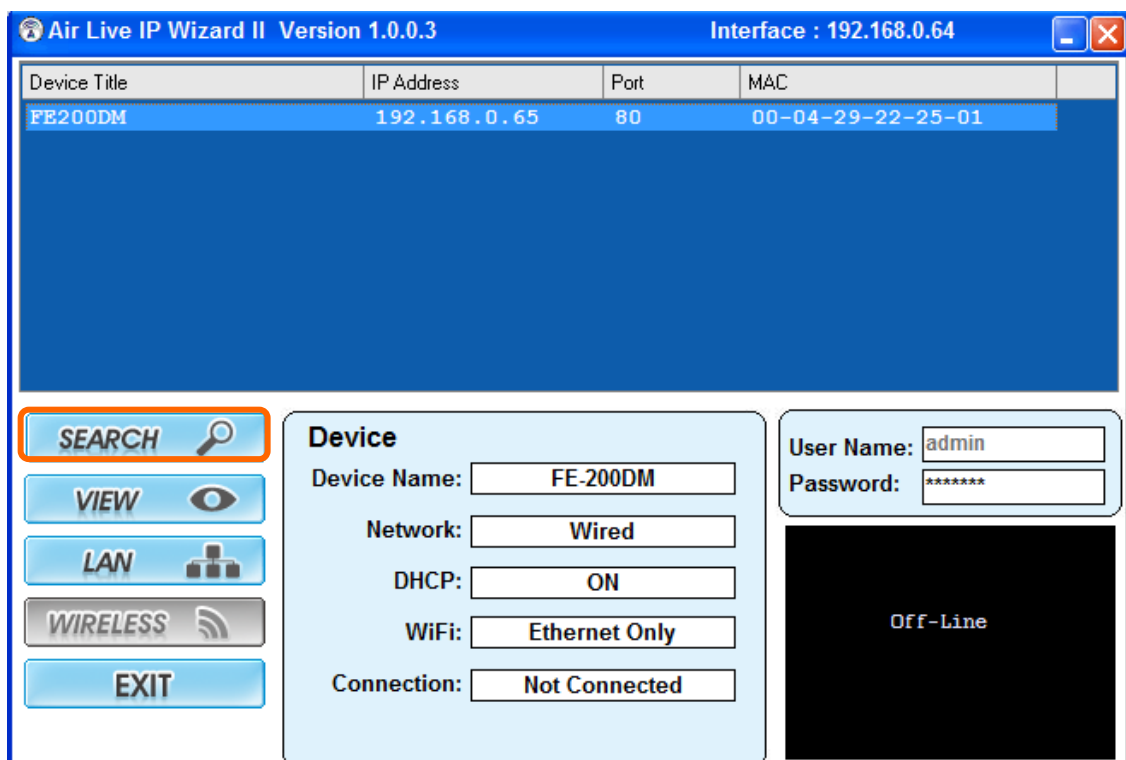 Air Live IP Wizard II Version 1.0.0.3 Interface : 192.168.0.64
Device Title IP Address Port MAC
FE200DM 192.168.0.65 80 00-04-29-22-25-01
SEARCH
VIEW
LAN
WIRELESS
EXIT
Device
Device Name: FE-200DM
Network: Wired
DHCP: ON
WiFi: Ethernet Only
Connection: Not Connected
User Name: admin
Password: *******
Off-Line